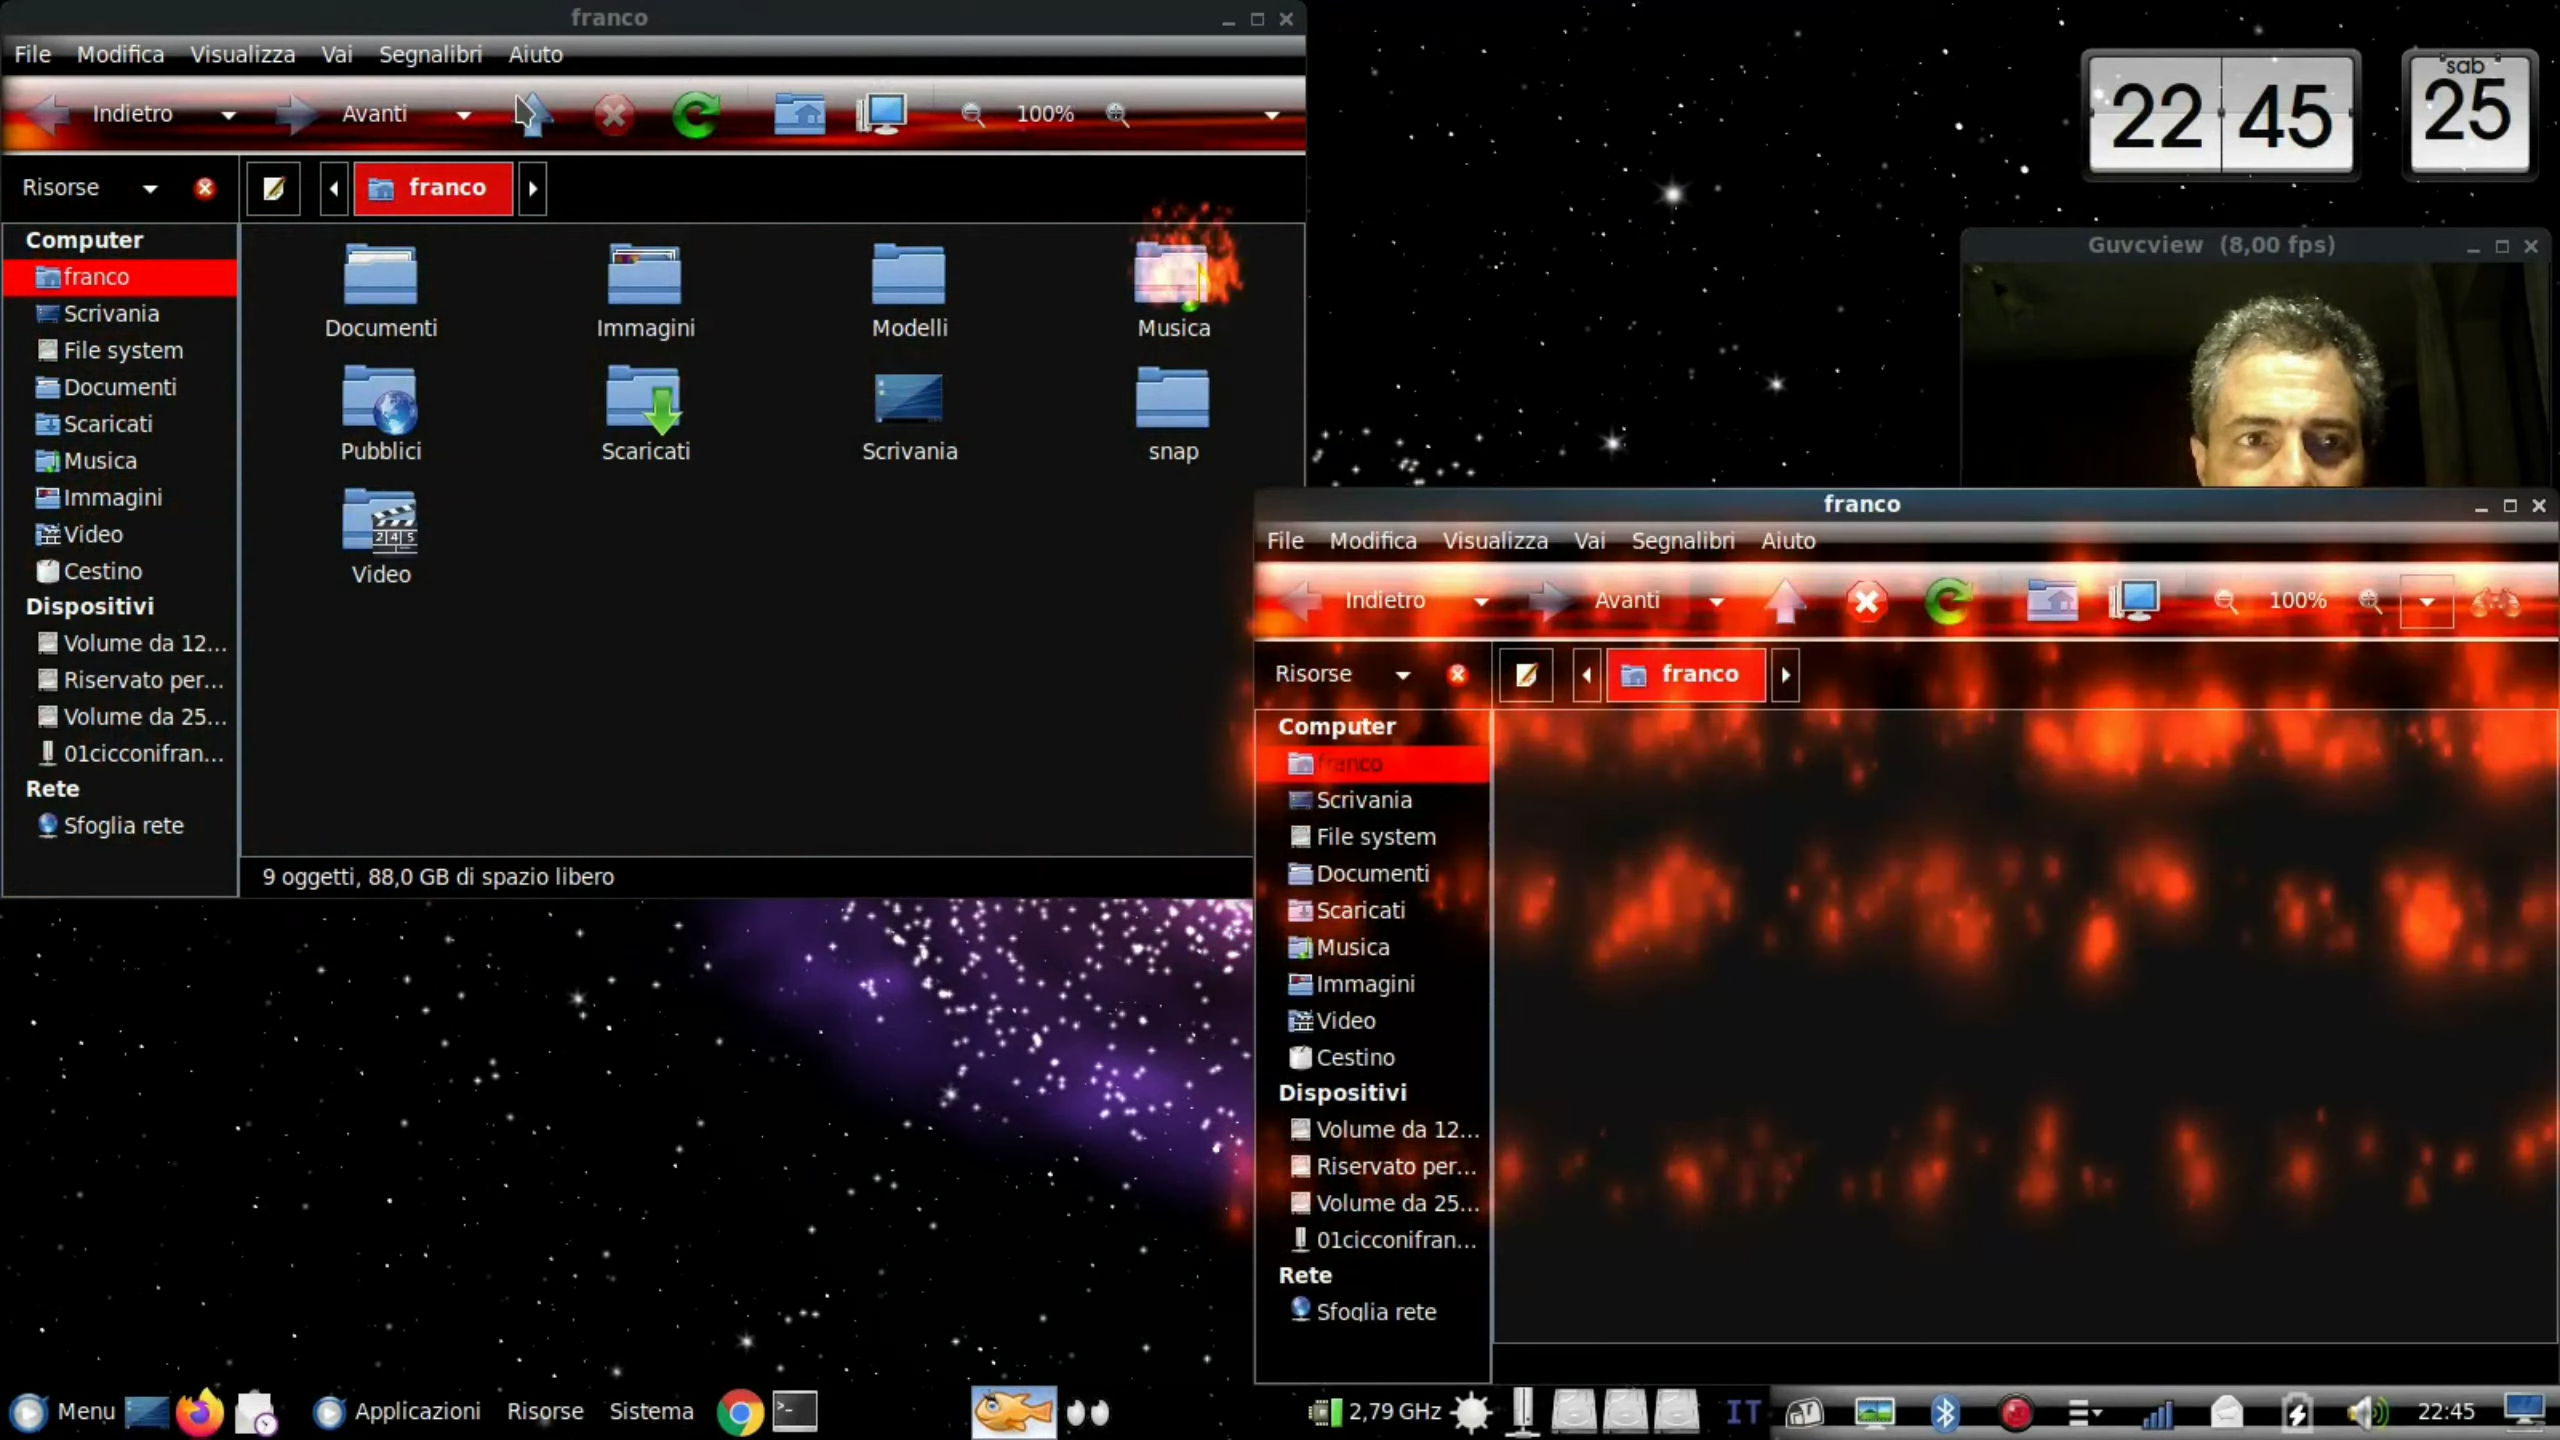 franco
File Modifica Visualizza Vai Segnalibri Aiuto
Indietro Avanti 100%
Risorse franco
Computer
franco
Scrivania
File system
Documenti
Scaricati
Musica
Immagini
Video
Cestino
Dispositivi
Volume da 12...
Riservato per...
Volume da 25...
01cicconifran...
Rete
Sfoglia rete
Documenti Immagini Modelli Musica
Pubblici Scaricati Scrivania snap
Video
9 oggetti, 88,0 GB di spazio libero
22 45
sab
25
Guvcview (8,00 fps)
franco
File Modifica Visualizza Vai Segnalibri Aiuto
Indietro Avanti 100%
Risorse franco
Computer
franco
Scrivania
File system
Documenti
Scaricati
Musica
Immagini
Video
Cestino
Dispositivi
Volume da 12...
Riservato per...
Volume da 25...
01cicconifran...
Rete
Sfoglia rete
Menu Applicazioni Risorse Sistema 2,79 GHz IT 22:45